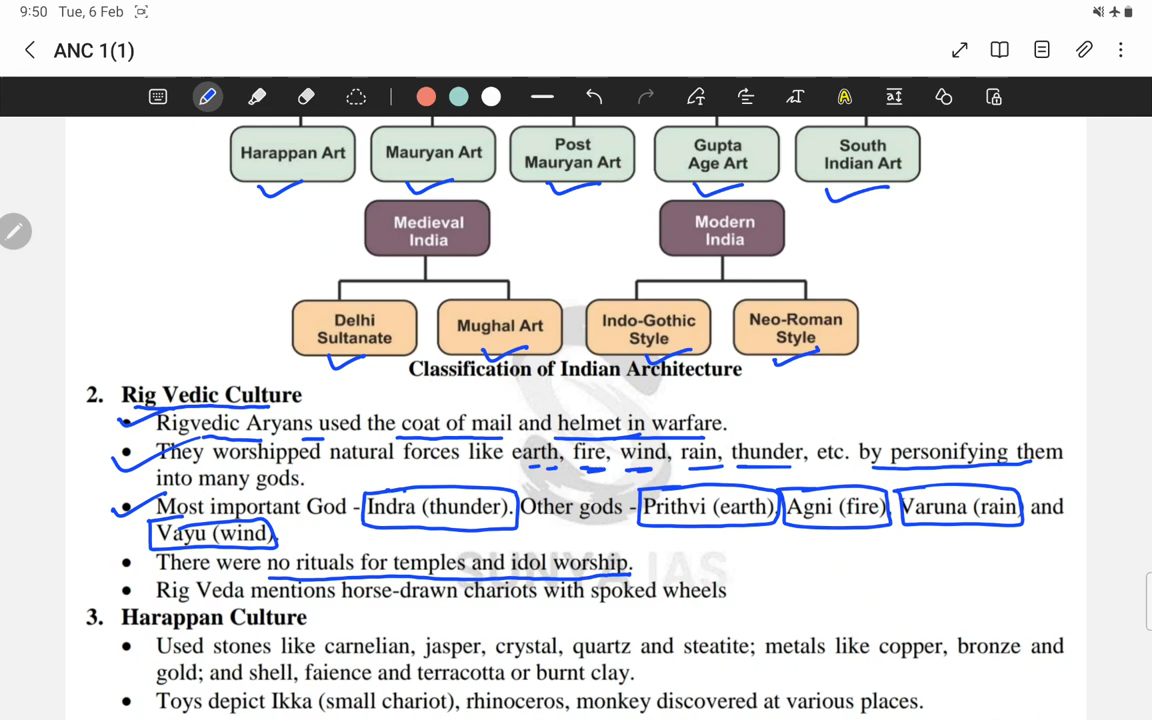 9:50 Tue, 6 Feb
ANC 1(1)
Harappan Art
Mauryan Art
Post
Mauryan Art
Gupta
Age Art
South
Indian Art
Medieval
India
Modern
India
Delhi
Sultanate
Mughal Art
Indo-Gothic
Style
Neo-Roman
Style
Classification of Indian Architecture
2. Rig Vedic Culture
• Rigvedic Aryans used the coat of mail and helmet in warfare.
• They worshipped natural forces like earth, fire, wind, rain, thunder, etc. by personifying them
into many gods.
• Most important God - Indra (thunder). Other gods - Prithvi (earth), Agni (fire), Varuna (rain) and
Vayu (wind).
SUNYA IAS
• There were no rituals for temples and idol worship.
• Rig Veda mentions horse-drawn chariots with spoked wheels
3. Harappan Culture
• Used stones like carnelian, jasper, crystal, quartz and steatite; metals like copper, bronze and
gold; and shell, faience and terracotta or burnt clay.
• Toys depict Ikka (small chariot), rhinoceros, monkey discovered at various places.